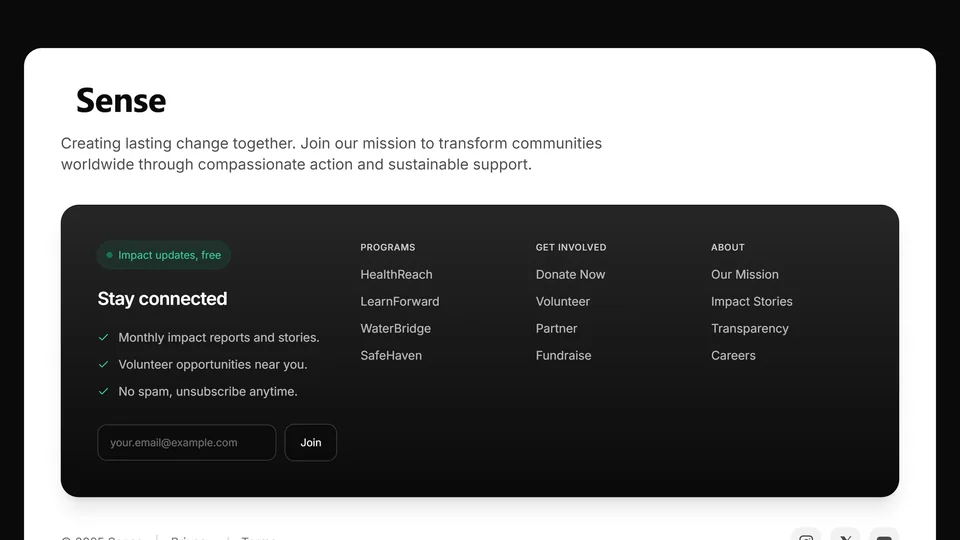 Sense
Creating lasting change together. Join our mission to transform communities
worldwide through compassionate action and sustainable support.
Impact updates, free
Stay connected
Monthly impact reports and stories.
Volunteer opportunities near you.
No spam, unsubscribe anytime.
your.email@example.com
Join
PROGRAMS
HealthReach
LearnForward
WaterBridge
SafeHaven
GET INVOLVED
Donate Now
Volunteer
Partner
Fundraise
ABOUT
Our Mission
Impact Stories
Transparency
Careers